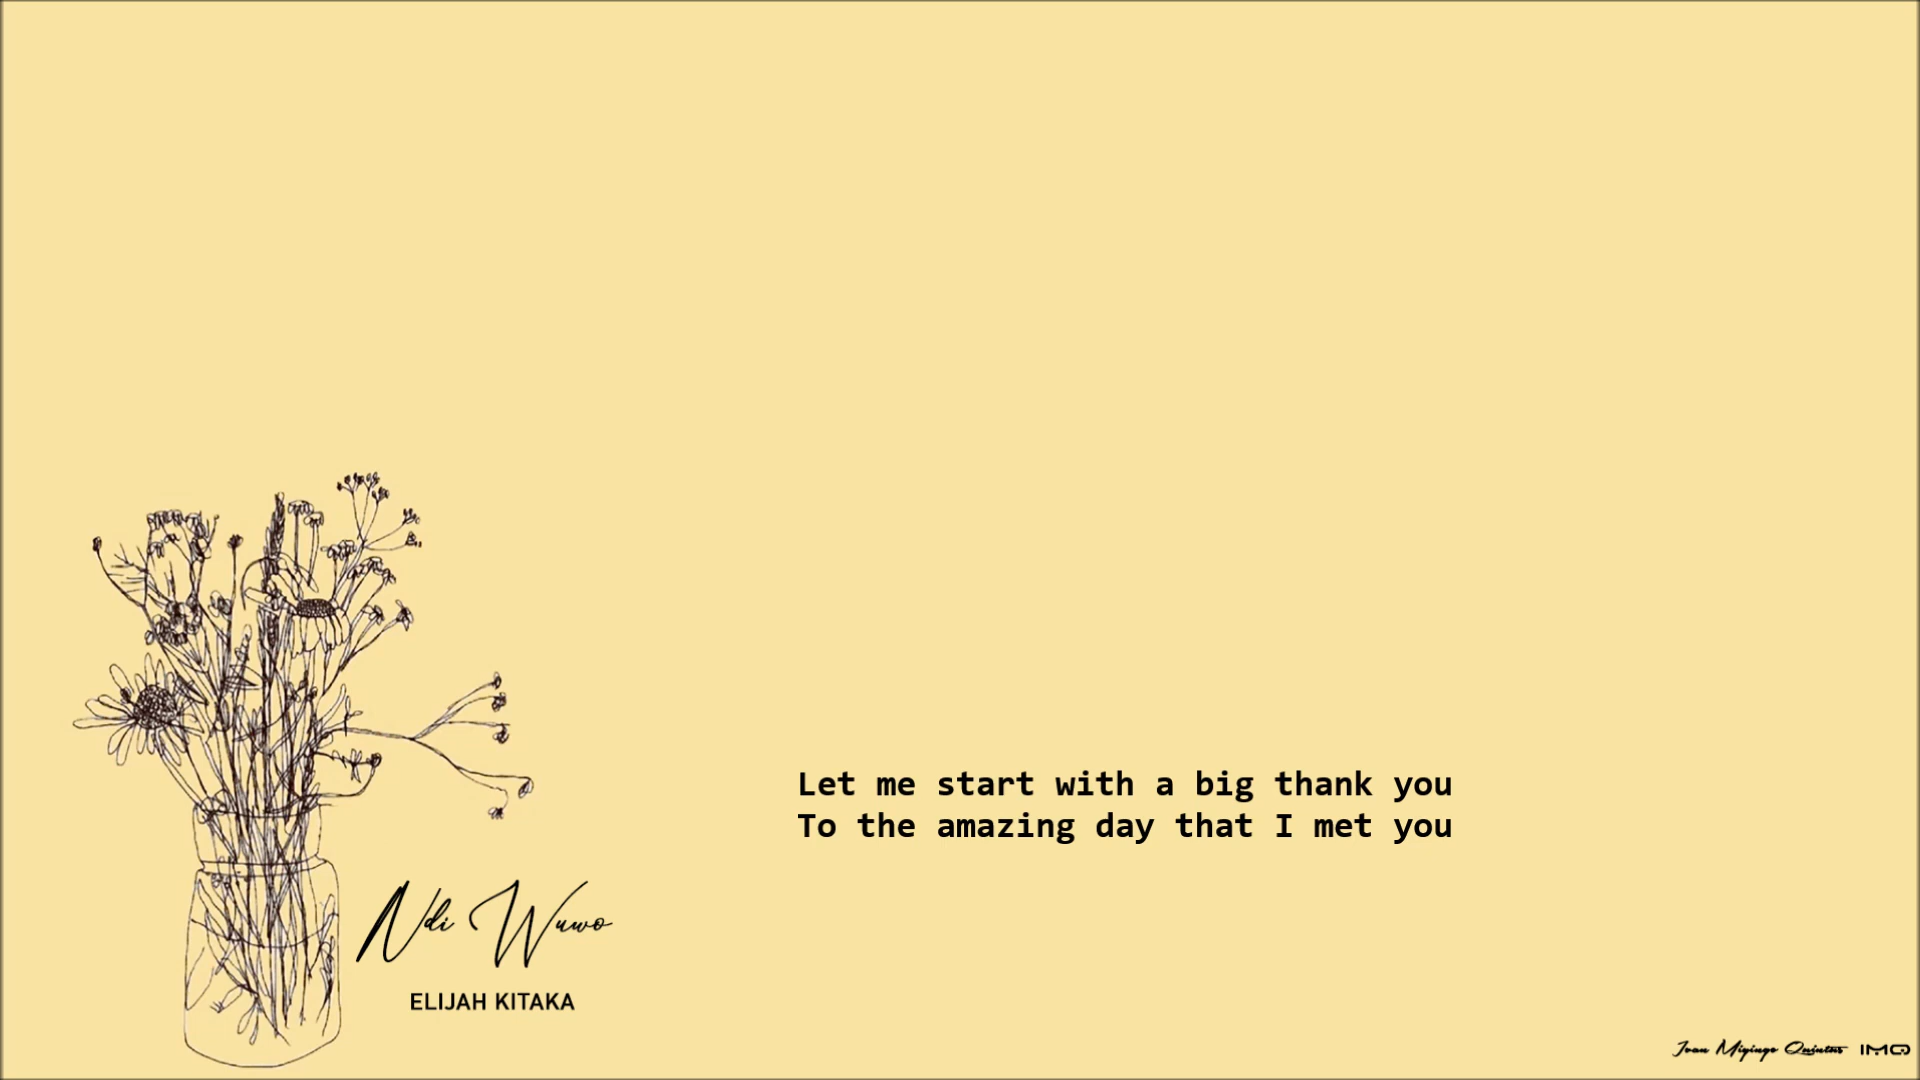 Let me start with a big thank you
To the amazing day that I met you
Ndi Wuwo
ELIJAH KITAKA
Quintus IMQ